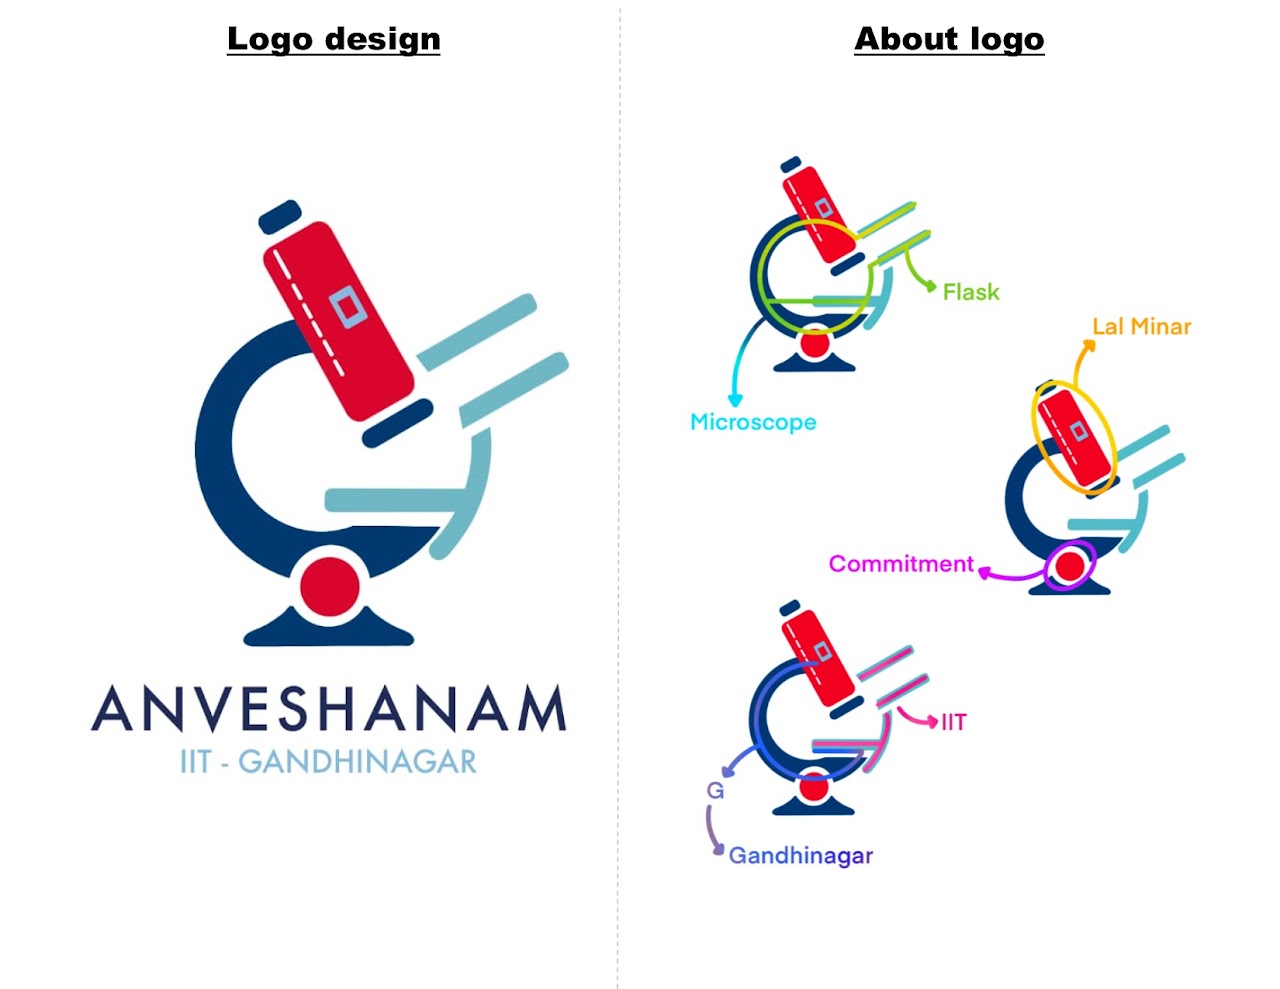 Logo design
ANVESHANAM
IIT - GANDHINAGAR
About logo
Flask
Microscope
Lal Minar
Commitment
IIT
G
Gandhinagar